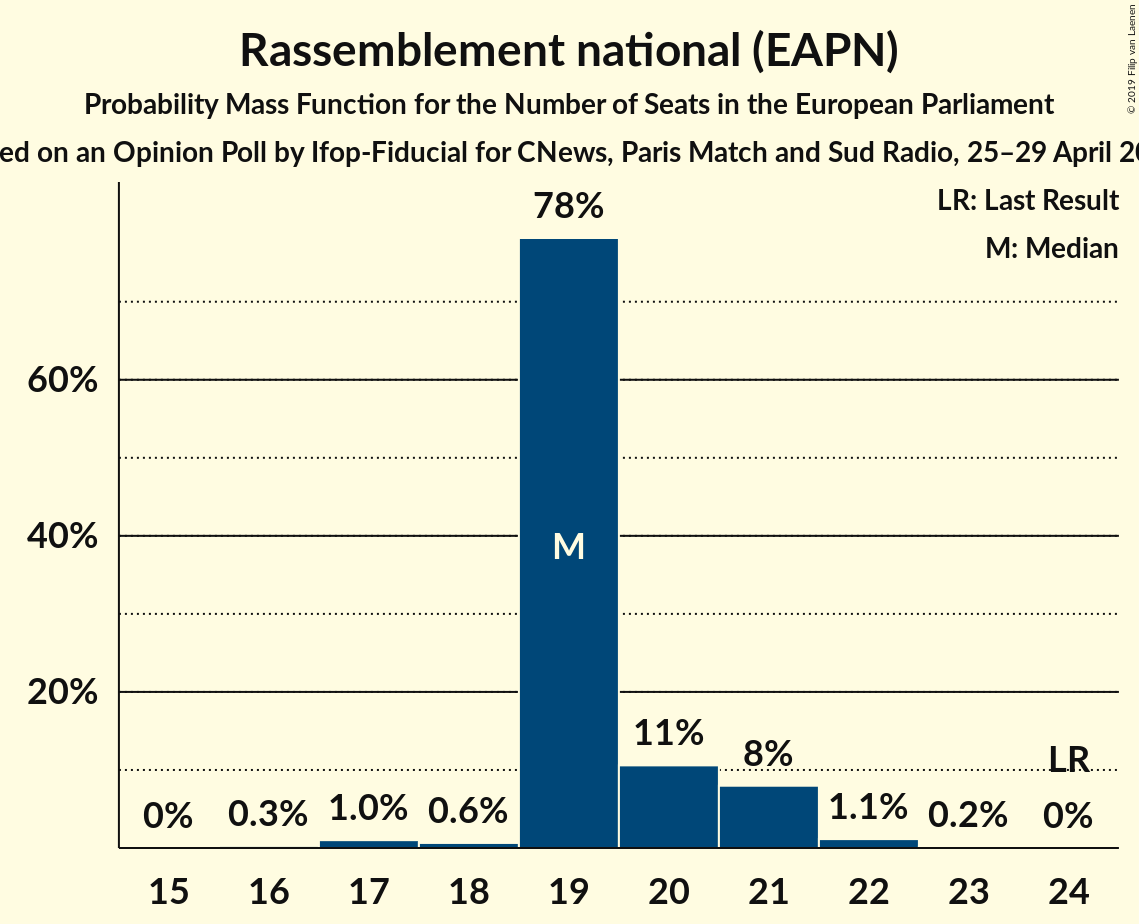 Rassemblement national (EAPN)
Probability Mass Function for the Number of Seats in the European Parliament
ed on an Opinion Poll by Ifop-Fiducial for CNews, Paris Match and Sud Radio, 25–29 April 20
© 2019 Filip van Laenen
LR: Last Result
M: Median
78%
60%
40%
20%
M
11%
8%
LR
0%
0.3%
1.0%
0.6%
1.1%
0.2%
0%
15 16 17 18 19 20 21 22 23 24